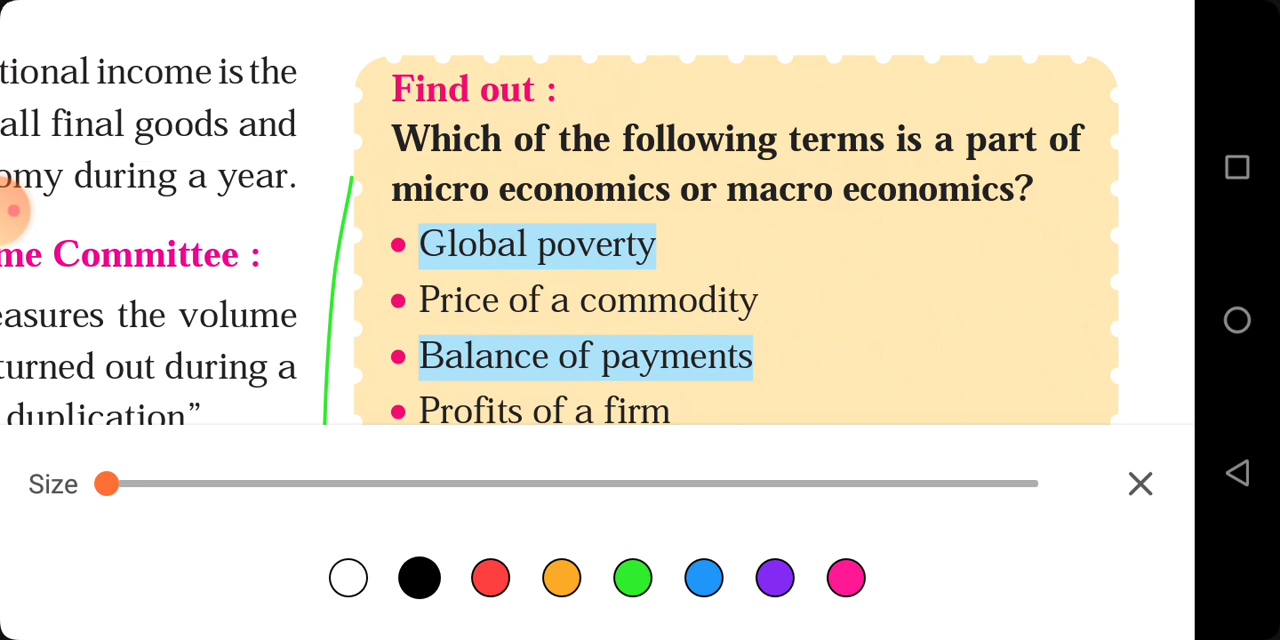 tional income is the
all final goods and
omy during a year.
me Committee :
easures the volume
turned out during a
duplication”
Find out :
Which of the following terms is a part of
micro economics or macro economics?
• Global poverty
• Price of a commodity
• Balance of payments
• Profits of a firm
Size